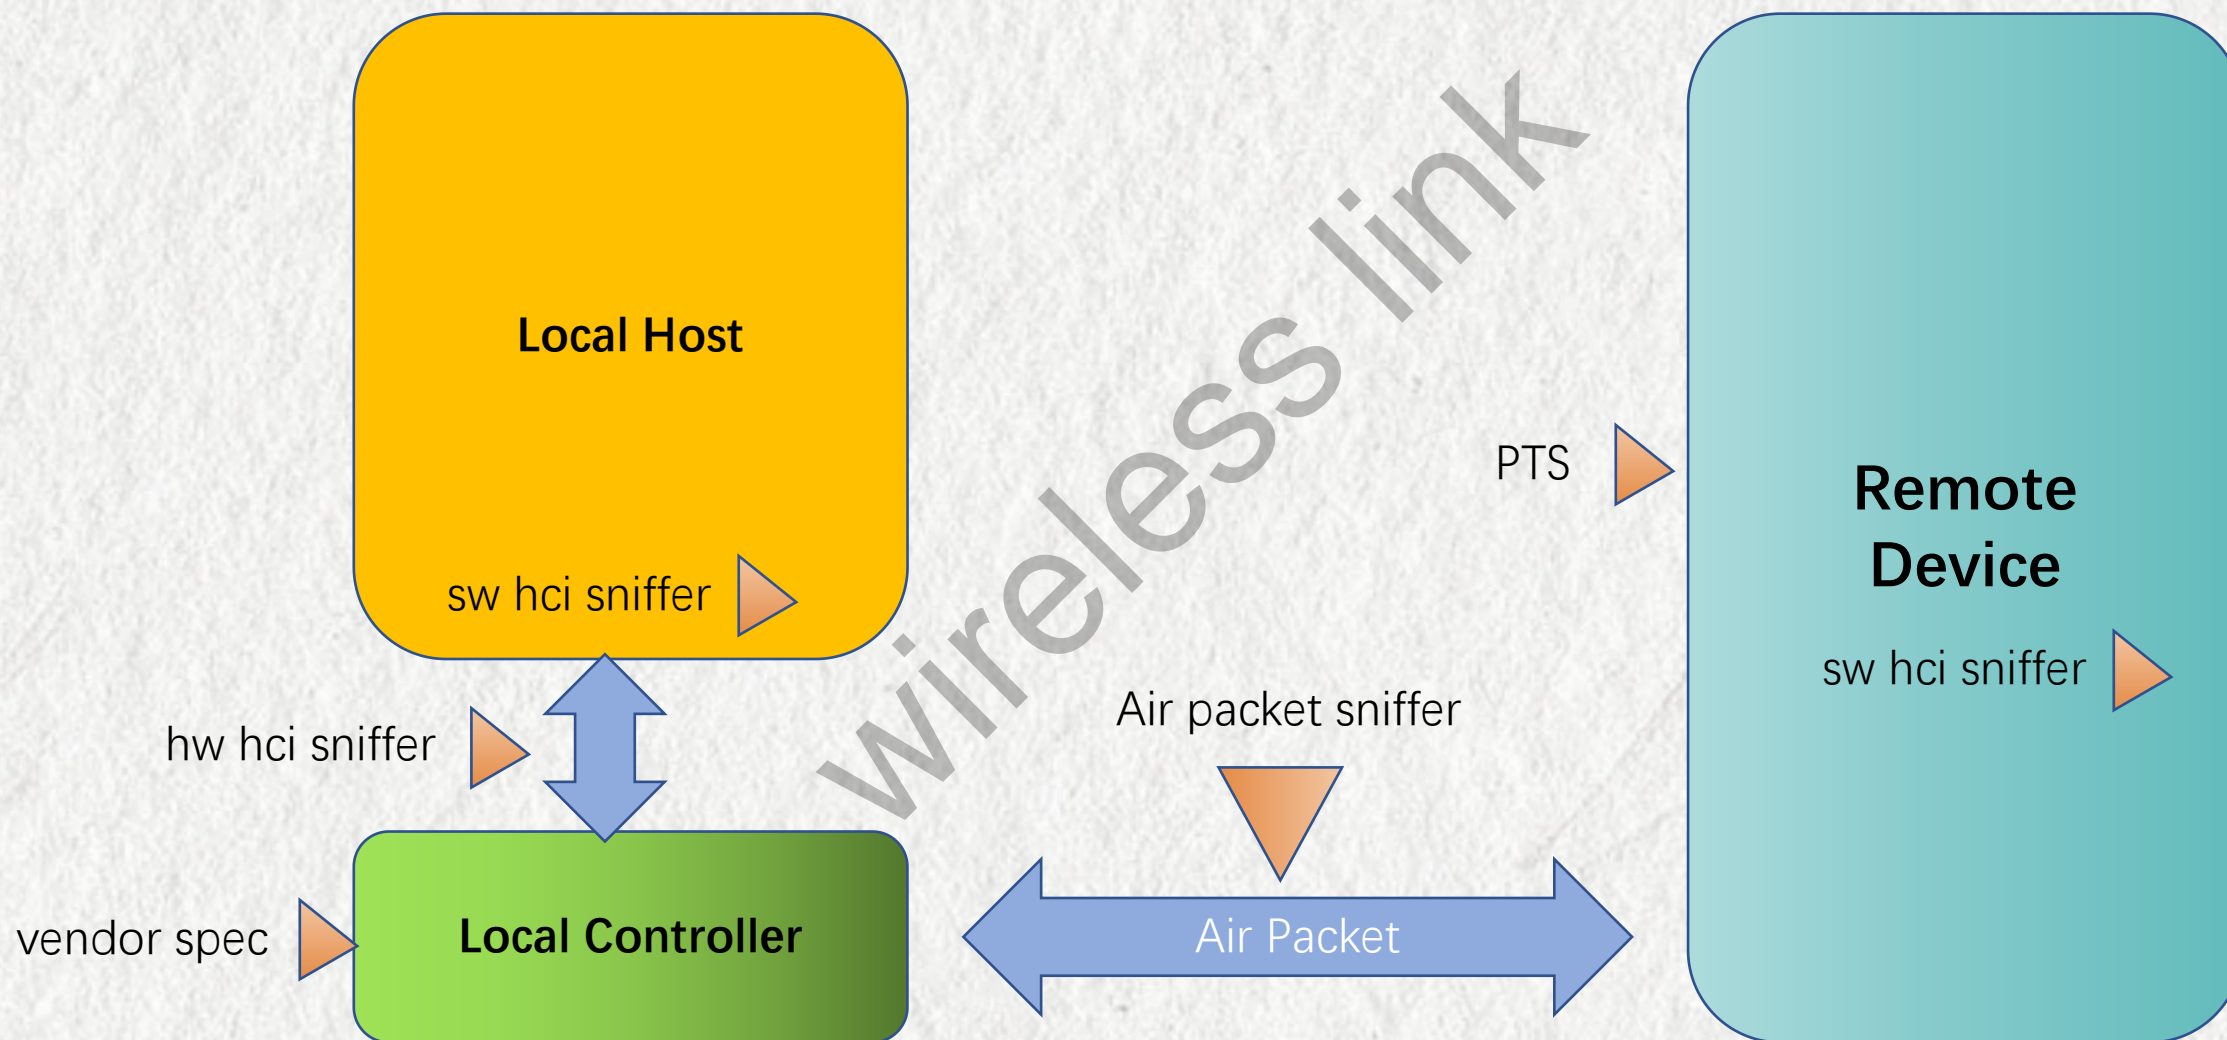 Local Host
sw hci sniffer
hw hci sniffer
vendor spec
Local Controller
wireless link
Air packet sniffer
Air Packet
PTS
Remote
Device
sw hci sniffer